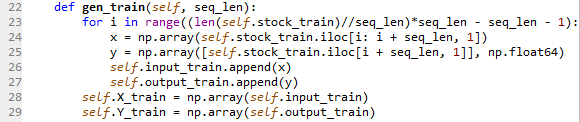 22 def gen_train(self, seq_len):
23 for i in range((len(self.stock_train)//seq_len)*seq_len - seq_len - 1):
24 x = np.array(self.stock_train.iloc[i: i + seq_len, 1])
25 y = np.array([self.stock_train.iloc[i + seq_len, 1]], np.float64)
26 self.input_train.append(x)
27 self.output_train.append(y)
28 self.X_train = np.array(self.input_train)
29 self.Y_train = np.array(self.output_train)